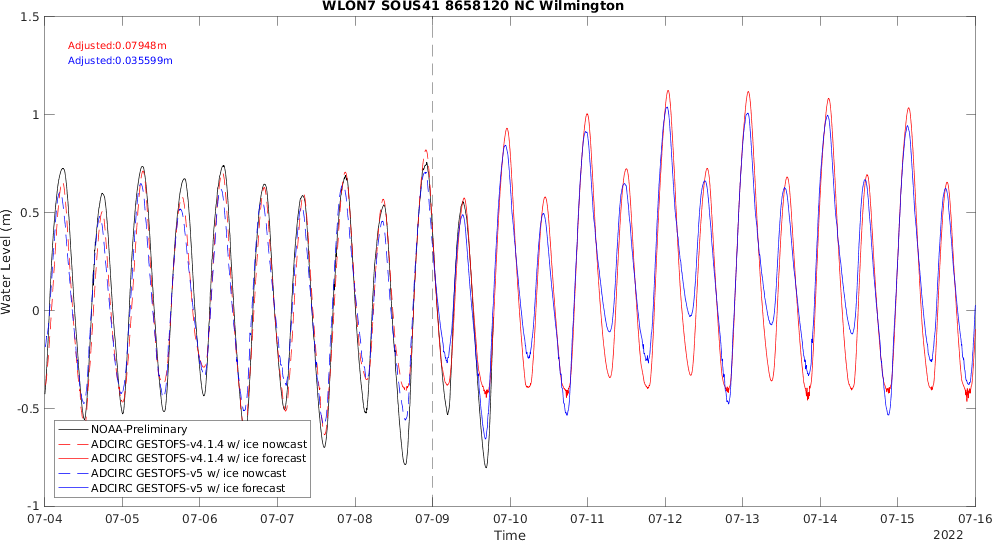 WLON7 SOUS41 8658120 NC Wilmington
1.5
1
0.5
0
-0.5
-1
Water Level (m)
Adjusted:0.07948m
Adjusted:0.035599m
NOAA-Preliminary
ADCIRC GESTOFS-v4.1.4 w/ ice nowcast
ADCIRC GESTOFS-v4.1.4 w/ ice forecast
ADCIRC GESTOFS-v5 w/ ice nowcast
ADCIRC GESTOFS-v5 w/ ice forecast
07-04 07-05 07-06 07-07 07-08 07-09 07-10 07-11 07-12 07-13 07-14 07-15 07-16
Time
2022